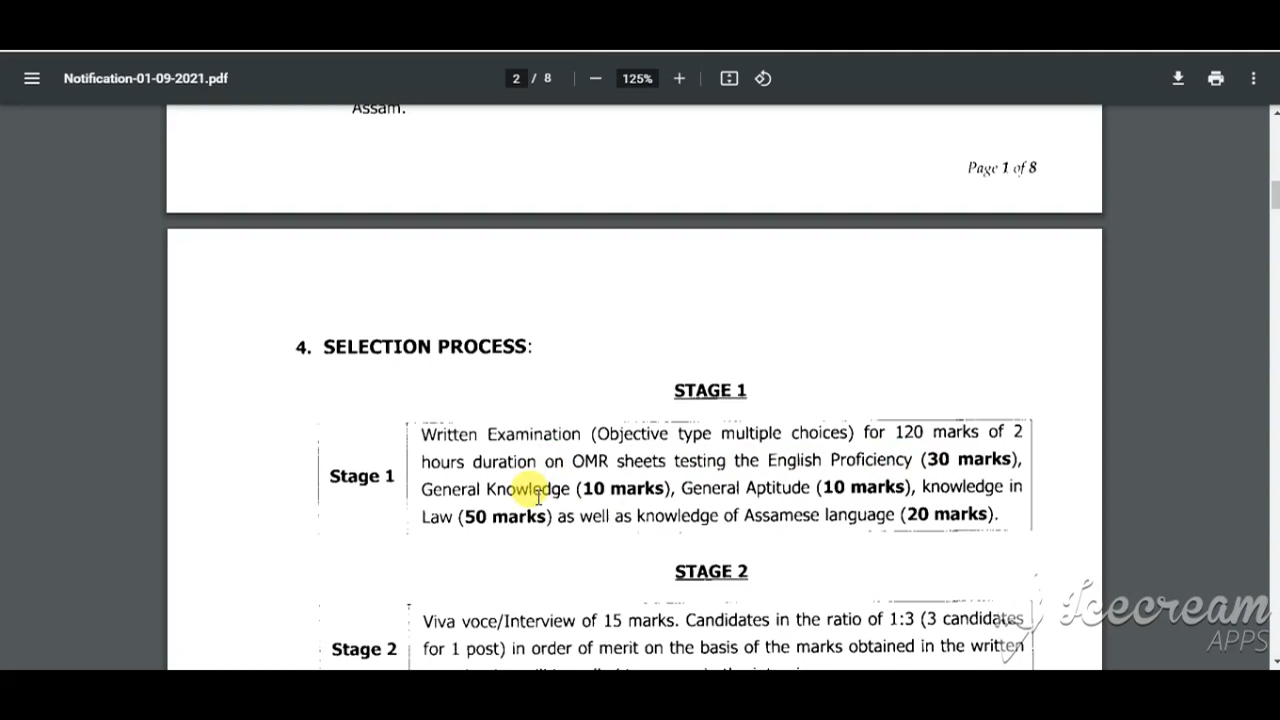 Notification-01-09-2021.pdf
2 / 8
125%
Assam.
Page 1 of 8
4. SELECTION PROCESS:
STAGE 1
Stage 1
Written Examination (Objective type multiple choices) for 120 marks of 2
hours duration on OMR sheets testing the English Proficiency (30 marks),
General Knowledge (10 marks), General Aptitude (10 marks), knowledge in
Law (50 marks) as well as knowledge of Assamese language (20 marks).
STAGE 2
Stage 2
Viva voce/Interview of 15 marks. Candidates in the ratio of 1:3 (3 candidates
for 1 post) in order of merit on the basis of the marks obtained in the written
Icecream
APPS